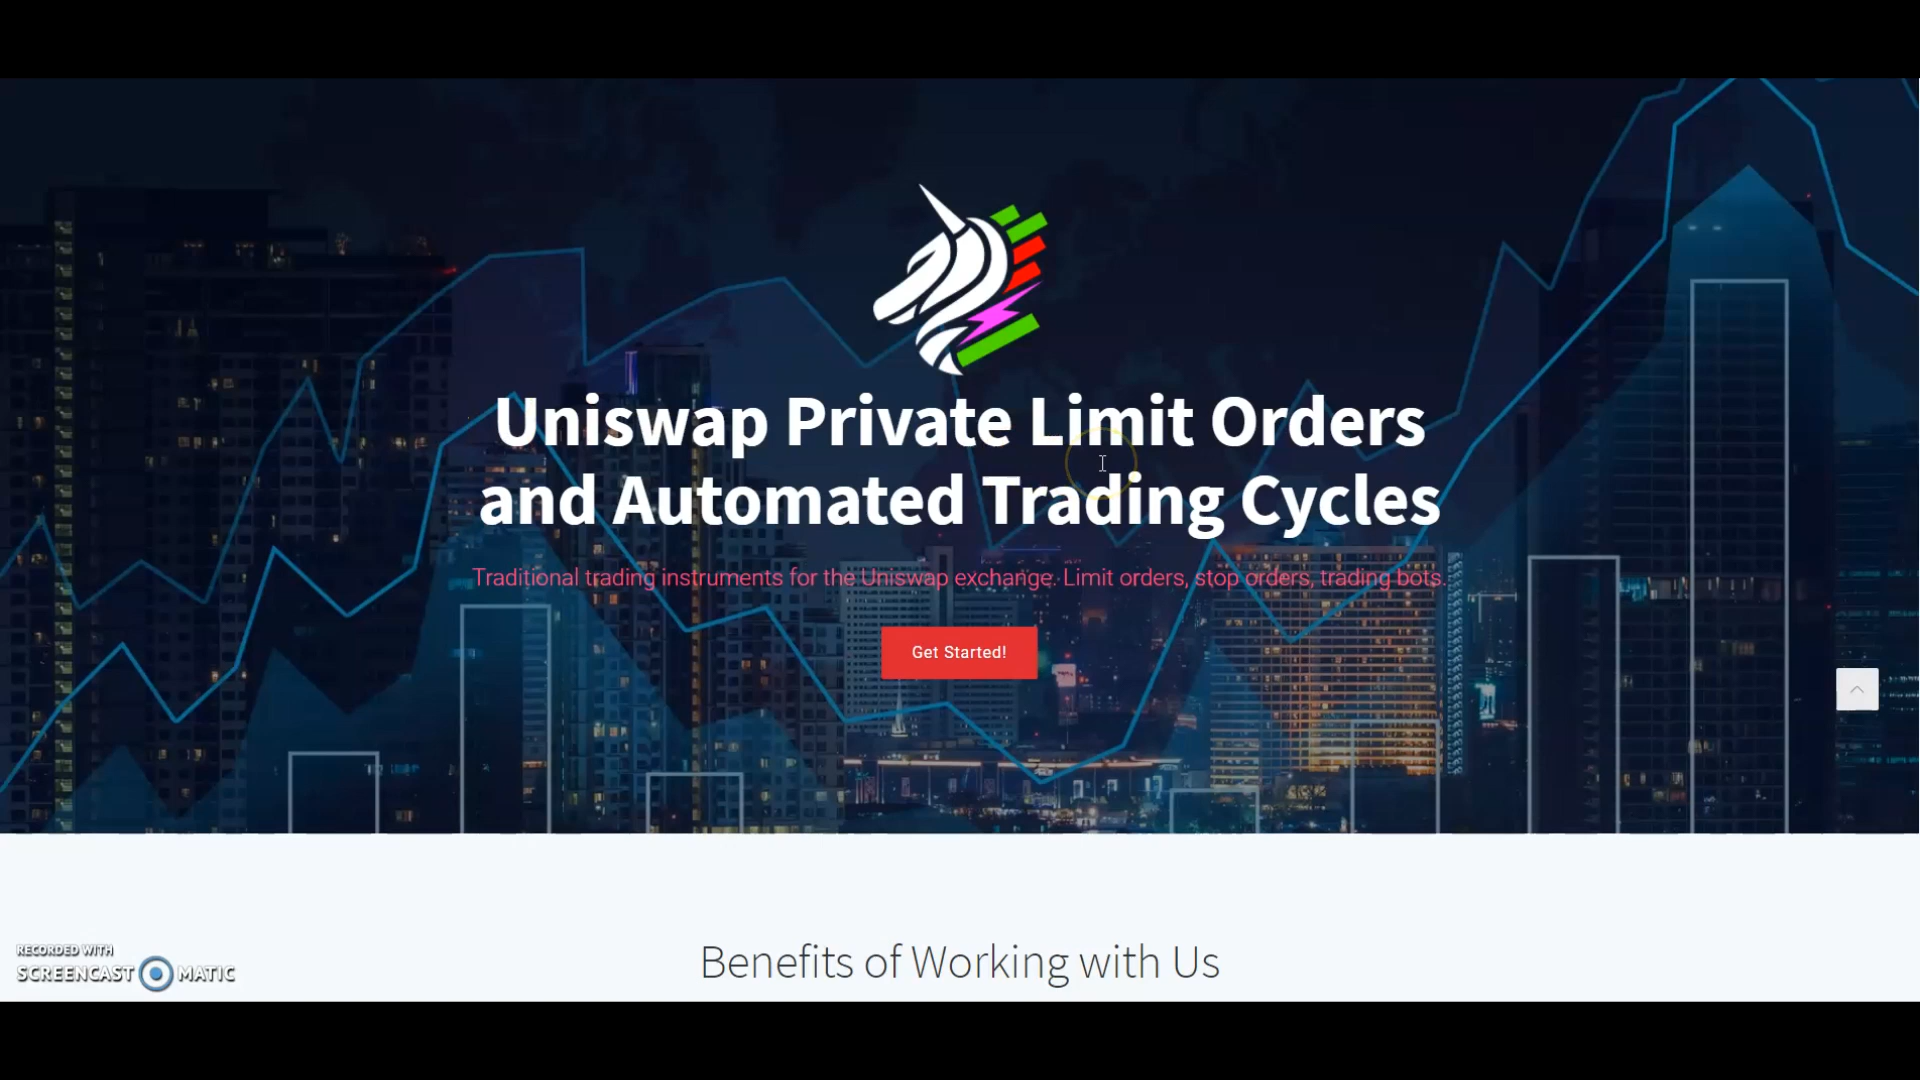 Uniswap Private Limit Orders
and Automated Trading Cycles
Traditional trading instruments for the Uniswap exchange. Limit orders, stop orders, trading bots.
Get Started!
Benefits of Working with Us
RECORDED WITH
SCREENCAST MATIC